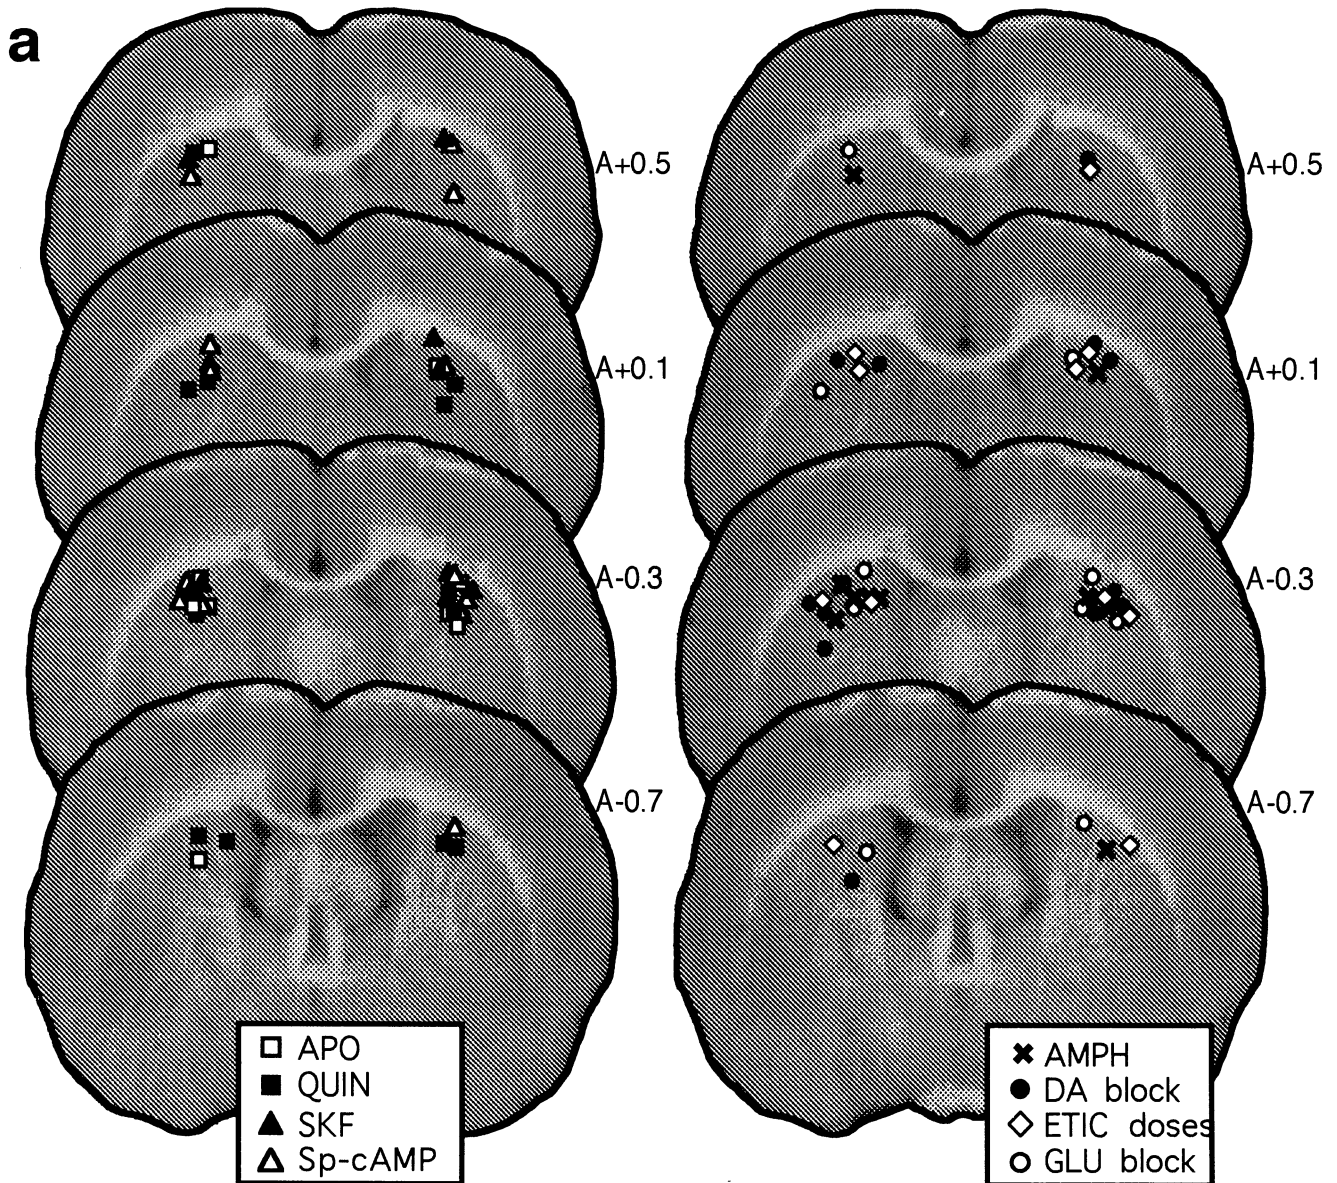 a
A+0.5
A+0.1
A-0.3
A-0.7
APO
QUIN
SKF
Sp-cAMP
A+0.5
A+0.1
A-0.3
A-0.7
AMPH
DA block
ETIC doses
GLU block